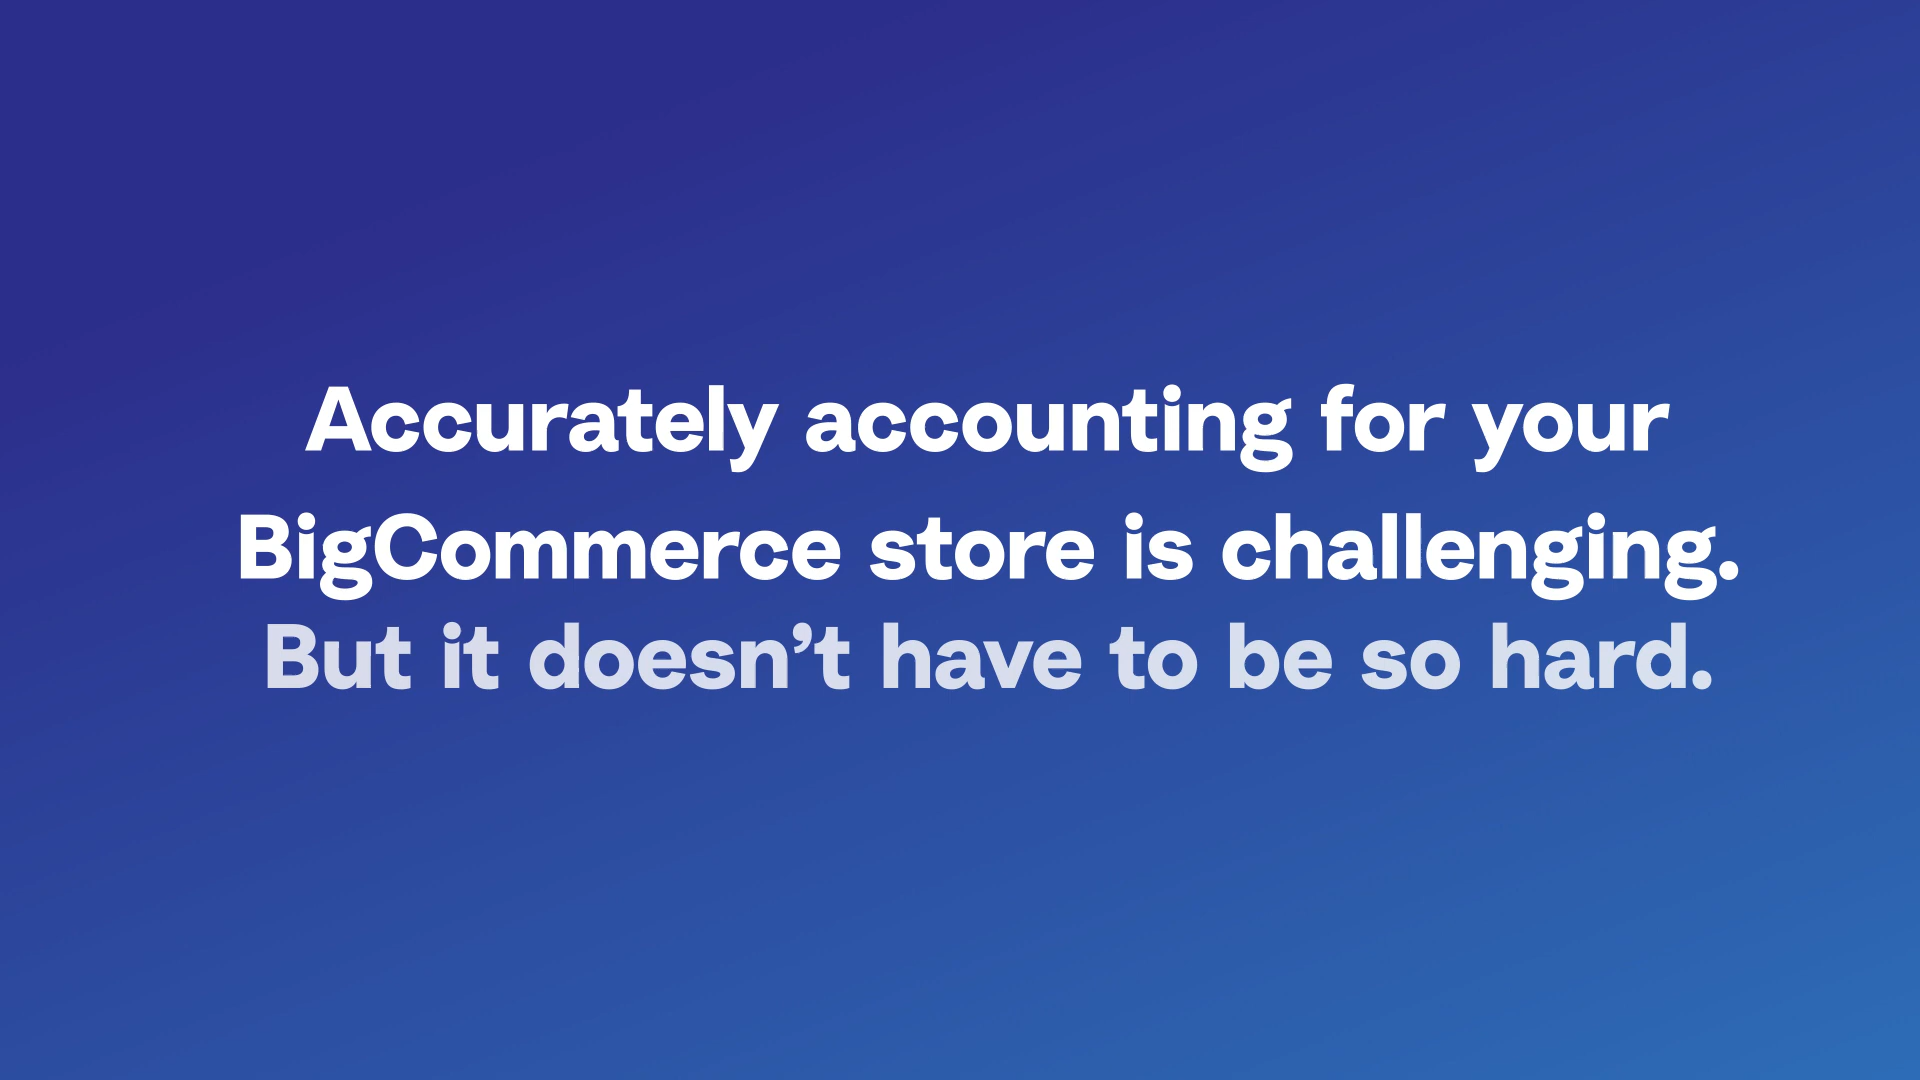 Accurately accounting for your
BigCommerce store is challenging.
But it doesn’t have to be so hard.